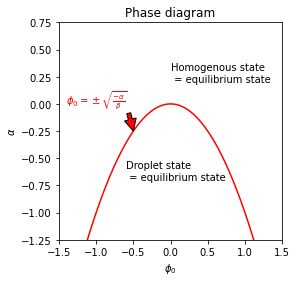 Phase diagram
0.75
0.50
0.25
0.00
−0.25
−0.50
−0.75
−1.00
−1.25
α
Homogenous state
= equilibrium state
ϕ₀ = ±√(−α/β)
Droplet state
= equilibrium state
−1.5 −1.0 −0.5 0.0 0.5 1.0 1.5
ϕ₀